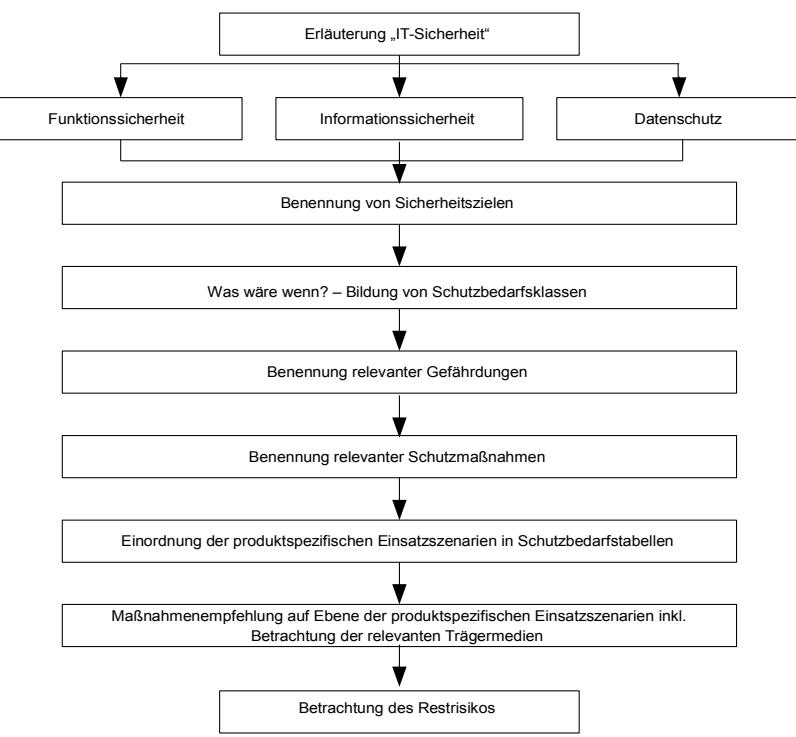 Erläuterung „IT-Sicherheit“
Funktionssicherheit
Informationssicherheit
Datenschutz
Benennung von Sicherheitszielen
Was wäre wenn? – Bildung von Schutzbedarfsklassen
Benennung relevanter Gefährdungen
Benennung relevanter Schutzmaßnahmen
Einordnung der produktspezifischen Einsatzszenarien in Schutzbedarfstabellen
Maßnahmenempfehlung auf Ebene der produktspezifischen Einsatzszenarien inkl.
Betrachtung der relevanten Trägermedien
Betrachtung des Restrisikos